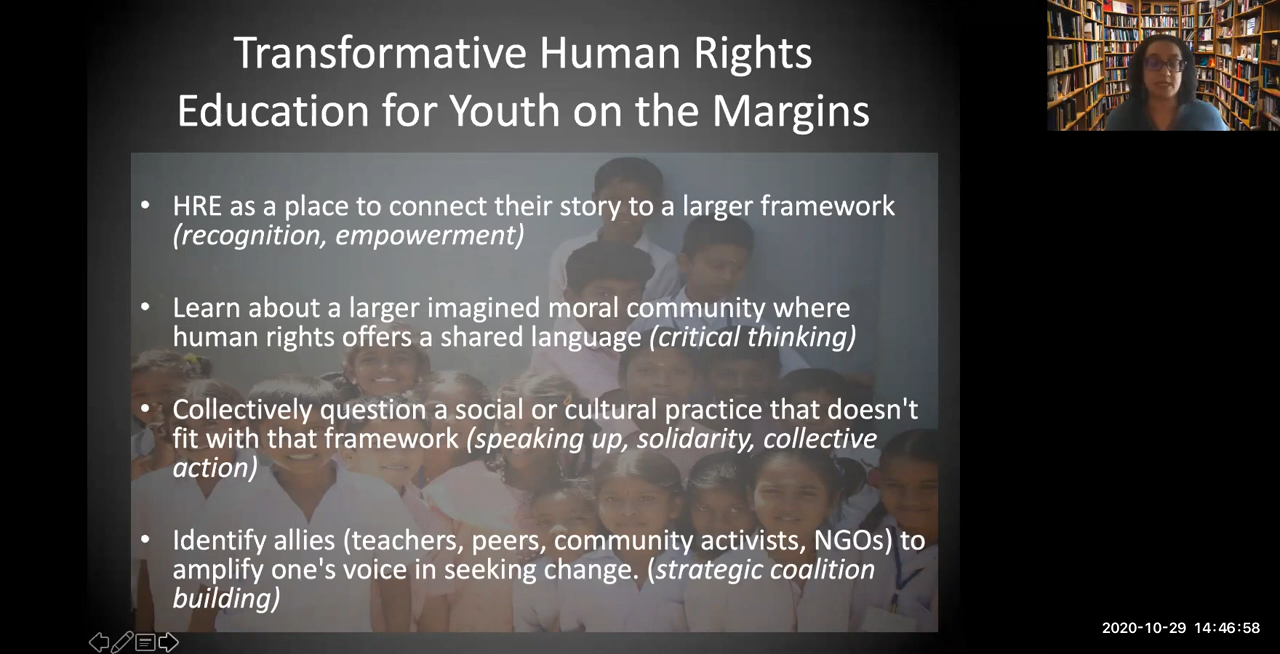 Transformative Human Rights
Education for Youth on the Margins
• HRE as a place to connect their story to a larger framework
(recognition, empowerment)
• Learn about a larger imagined moral community where
human rights offers a shared language (critical thinking)
• Collectively question a social or cultural practice that doesn't
fit with that framework (speaking up, solidarity, collective
action)
• Identify allies (teachers, peers, community activists, NGOs) to
amplify one's voice in seeking change. (strategic coalition
building)
2020-10-29 14:46:58